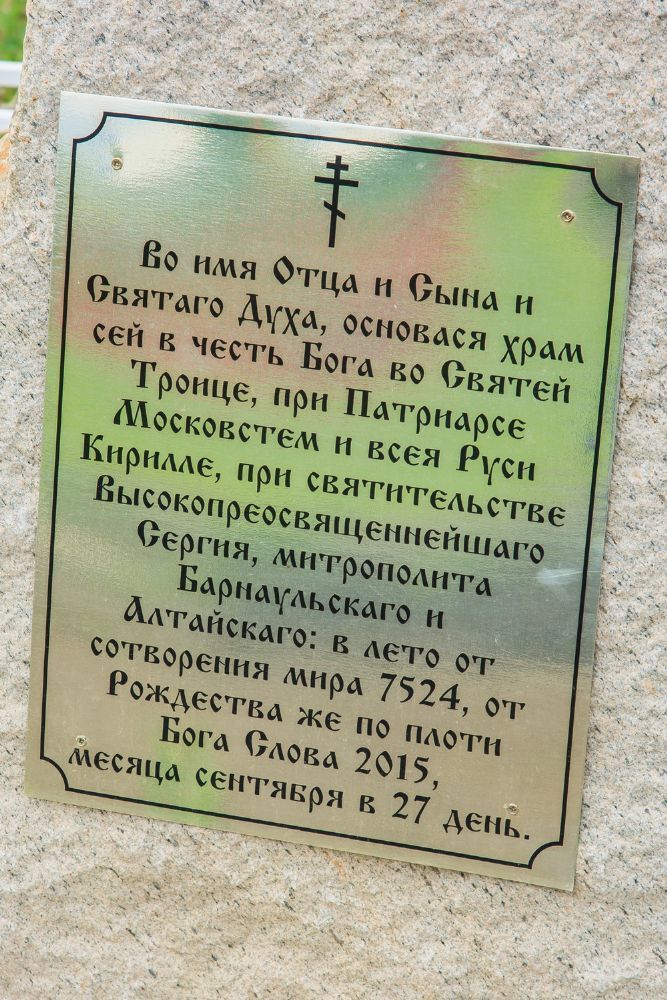 Во имя Отца и Сына и
Святаго Духа, основася храм
сей в честь Бога во Святей
Троице, при Патриарсе
Московстем и всея Руси
Кирилле, при святительстве
Высокопреосвященнейшаго
Сергия, митрополита
Барнаульскаго и
Алтайскаго: в лето от
сотворения мира 7524, от
Рождества же по плоти
Бога Слова 2015,
месяца сентября в 27 день.